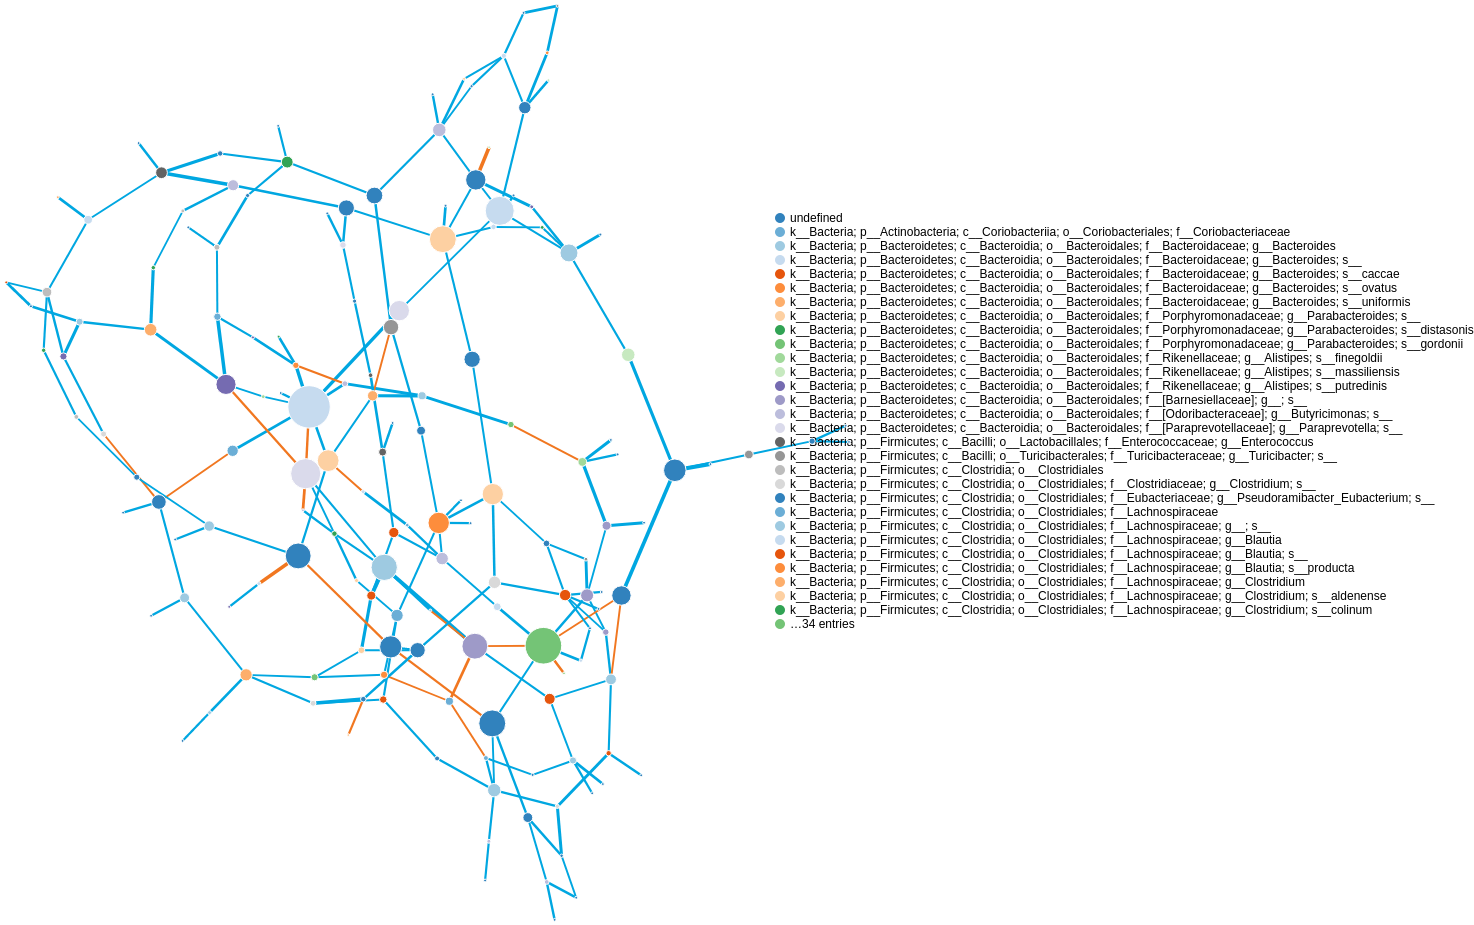 undefined
k__Bacteria; p__Actinobacteria; c__Coriobacteriia; o__Coriobacteriales; f__Coriobacteriaceae
k__Bacteria; p__Bacteroidetes; c__Bacteroidia; o__Bacteroidales; f__Bacteroidaceae; g__Bacteroides
k__Bacteria; p__Bacteroidetes; c__Bacteroidia; o__Bacteroidales; f__Bacteroidaceae; g__Bacteroides; s__
k__Bacteria; p__Bacteroidetes; c__Bacteroidia; o__Bacteroidales; f__Bacteroidaceae; g__Bacteroides; s__caccae
k__Bacteria; p__Bacteroidetes; c__Bacteroidia; o__Bacteroidales; f__Bacteroidaceae; g__Bacteroides; s__ovatus
k__Bacteria; p__Bacteroidetes; c__Bacteroidia; o__Bacteroidales; f__Bacteroidaceae; g__Bacteroides; s__uniformis
k__Bacteria; p__Bacteroidetes; c__Bacteroidia; o__Bacteroidales; f__Porphyromonadaceae; g__Parabacteroides; s__
k__Bacteria; p__Bacteroidetes; c__Bacteroidia; o__Bacteroidales; f__Porphyromonadaceae; g__Parabacteroides; s__distasonis
k__Bacteria; p__Bacteroidetes; c__Bacteroidia; o__Bacteroidales; f__Porphyromonadaceae; g__Parabacteroides; s__gordonii
k__Bacteria; p__Bacteroidetes; c__Bacteroidia; o__Bacteroidales; f__Rikenellaceae; g__Alistipes; s__finegoldii
k__Bacteria; p__Bacteroidetes; c__Bacteroidia; o__Bacteroidales; f__Rikenellaceae; g__Alistipes; s__massiliensis
k__Bacteria; p__Bacteroidetes; c__Bacteroidia; o__Bacteroidales; f__Rikenellaceae; g__Alistipes; s__putredinis
k__Bacteria; p__Bacteroidetes; c__Bacteroidia; o__Bacteroidales; f__[Barnesiellaceae]; g__; s__
k__Bacteria; p__Bacteroidetes; c__Bacteroidia; o__Bacteroidales; f__[Odoribacteraceae]; g__Butyricimonas; s__
k__Bacteria; p__Bacteroidetes; c__Bacteroidia; o__Bacteroidales; f__[Paraprevotellaceae]; g__Paraprevotella; s__
k__Bacteria; p__Firmicutes; c__Bacilli; o__Lactobacillales; f__Enterococcaceae; g__Enterococcus
k__Bacteria; p__Firmicutes; c__Bacilli; o__Turicibacterales; f__Turicibacteraceae; g__Turicibacter; s__
k__Bacteria; p__Firmicutes; c__Clostridia; o__Clostridiales
k__Bacteria; p__Firmicutes; c__Clostridia; o__Clostridiales; f__Clostridiaceae; g__Clostridium; s__
k__Bacteria; p__Firmicutes; c__Clostridia; o__Clostridiales; f__Eubacteriaceae; g__Pseudoramibacter_Eubacterium; s__
k__Bacteria; p__Firmicutes; c__Clostridia; o__Clostridiales; f__Lachnospiraceae
k__Bacteria; p__Firmicutes; c__Clostridia; o__Clostridiales; f__Lachnospiraceae; g__; s__
k__Bacteria; p__Firmicutes; c__Clostridia; o__Clostridiales; f__Lachnospiraceae; g__Blautia
k__Bacteria; p__Firmicutes; c__Clostridia; o__Clostridiales; f__Lachnospiraceae; g__Blautia; s__
k__Bacteria; p__Firmicutes; c__Clostridia; o__Clostridiales; f__Lachnospiraceae; g__Blautia; s__producta
k__Bacteria; p__Firmicutes; c__Clostridia; o__Clostridiales; f__Lachnospiraceae; g__Clostridium
k__Bacteria; p__Firmicutes; c__Clostridia; o__Clostridiales; f__Lachnospiraceae; g__Clostridium; s__aldenense
k__Bacteria; p__Firmicutes; c__Clostridia; o__Clostridiales; f__Lachnospiraceae; g__Clostridium; s__colinum
…34 entries